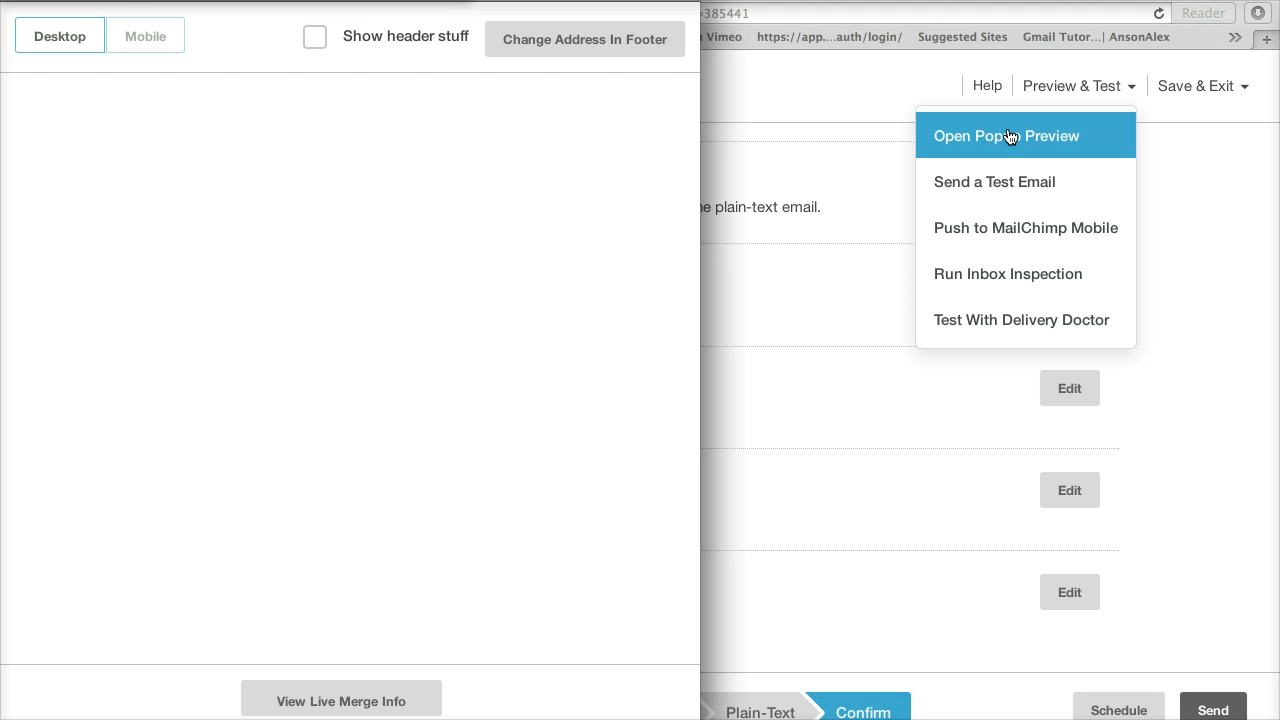 Desktop
Mobile
Show header stuff
Change Address In Footer
View Live Merge Info
=385441
Reader
Vimeo
https://app....auth/login/
Suggested Sites
Gmail Tutor...| AnsonAlex
Help
Preview & Test
Save & Exit
Open Preview
Send a Test Email
Push to MailChimp Mobile
Run Inbox Inspection
Test With Delivery Doctor
plain-text email.
Edit
Edit
Edit
Plain-Text
Confirm
Schedule
Send